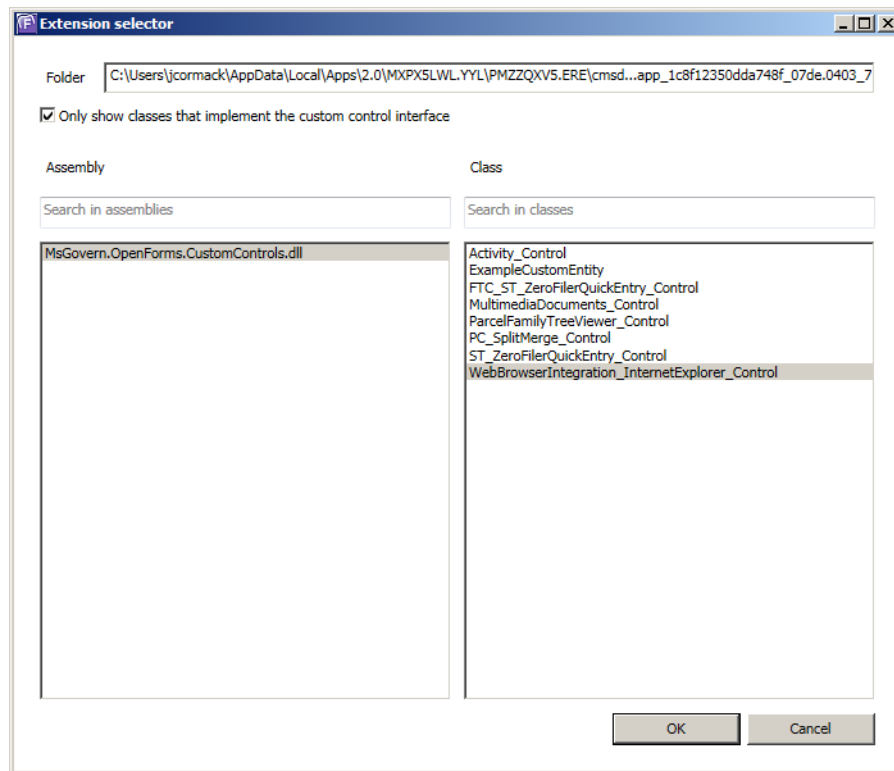 Extension selector
Folder C:\Users\jcormack\AppData\Local\Apps\2.0\MXPX5LWL.YYL\PMZZQXV5.ERE\cmsd...app_1c8f12350dda748f_07de.0403_7
Only show classes that implement the custom control interface
Assembly
Class
Search in assemblies
Search in classes
MsGovern.OpenForms.CustomControls.dll
Activity_Control
ExampleCustomEntity
FTC_ST_ZeroFilerQuickEntry_Control
MultimediaDocuments_Control
ParcelFamilyTreeViewer_Control
PC_SplitMerge_Control
ST_ZeroFilerQuickEntry_Control
WebBrowserIntegration_InternetExplorer_Control
OK
Cancel